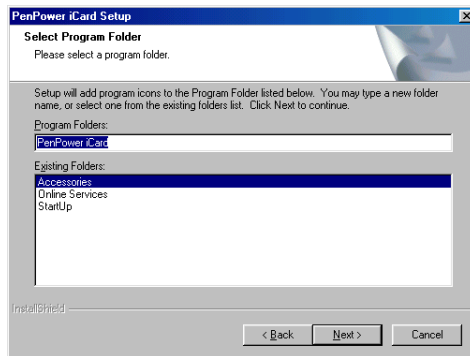 PenPower iCard Setup
Select Program Folder
Please select a program folder.
Setup will add program icons to the Program Folder listed below. You may type a new folder
name, or select one from the existing folders list. Click Next to continue.
Program Folders:
PenPower iCard
Existing Folders:
Accessories
Online Services
StartUp
InstallShield
< Back
Next >
Cancel